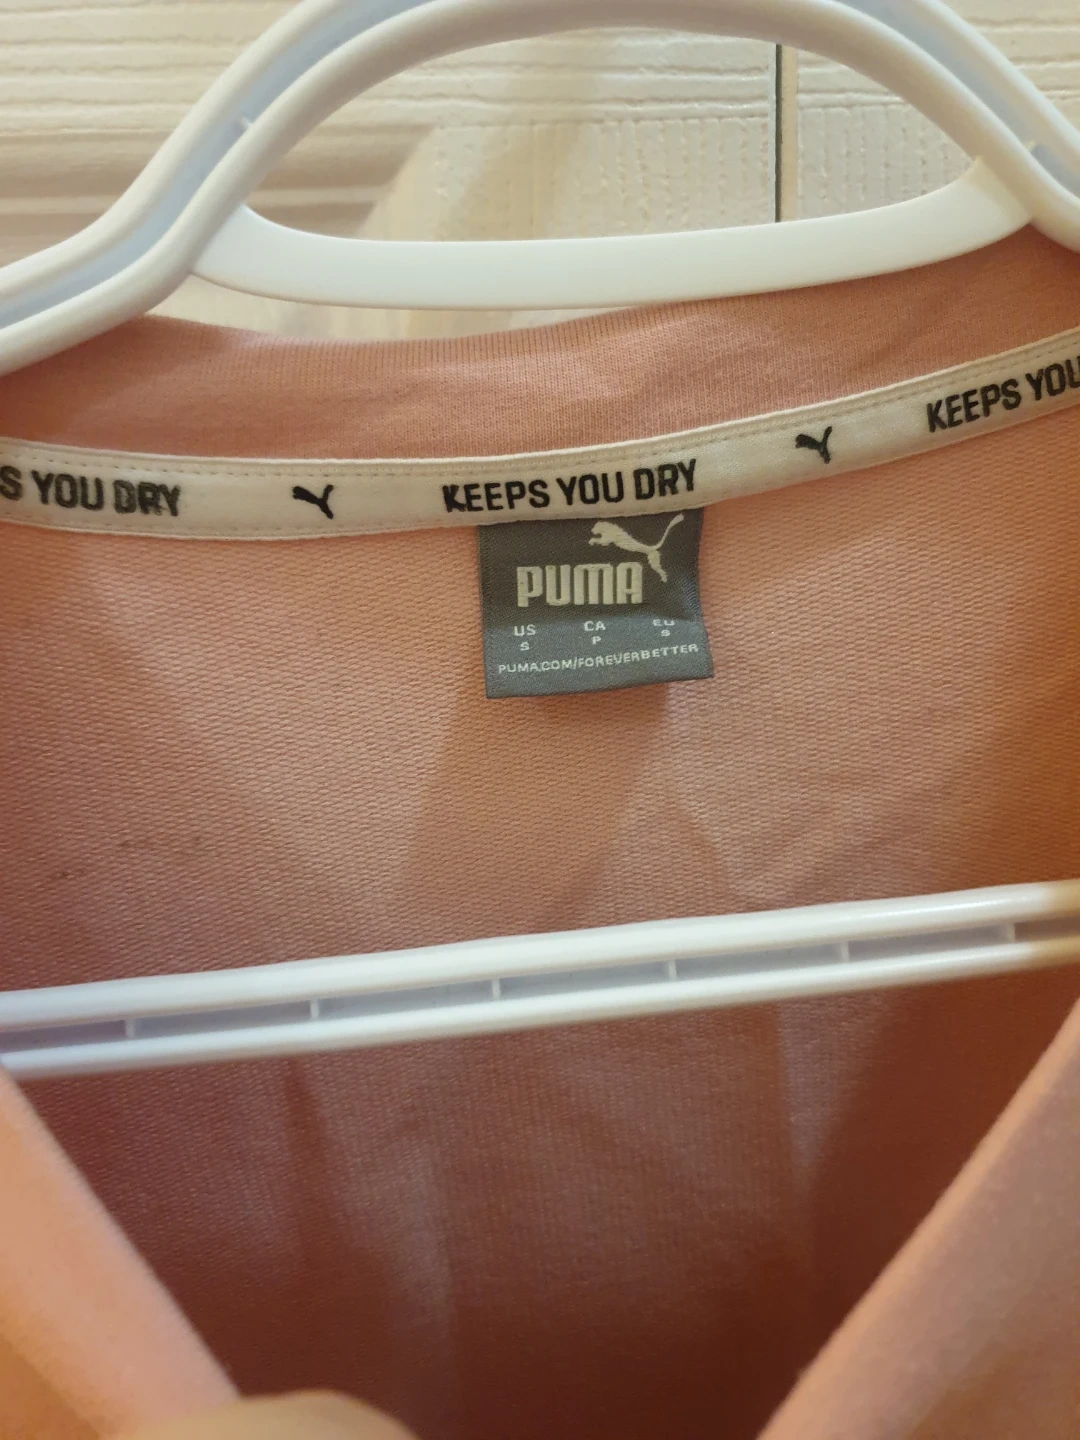 S YOU DRY KEEPS YOU DRY KEEPS YOU
PUMA
US CA EU
S P S
PUMA.COM/FOREVERBETTER